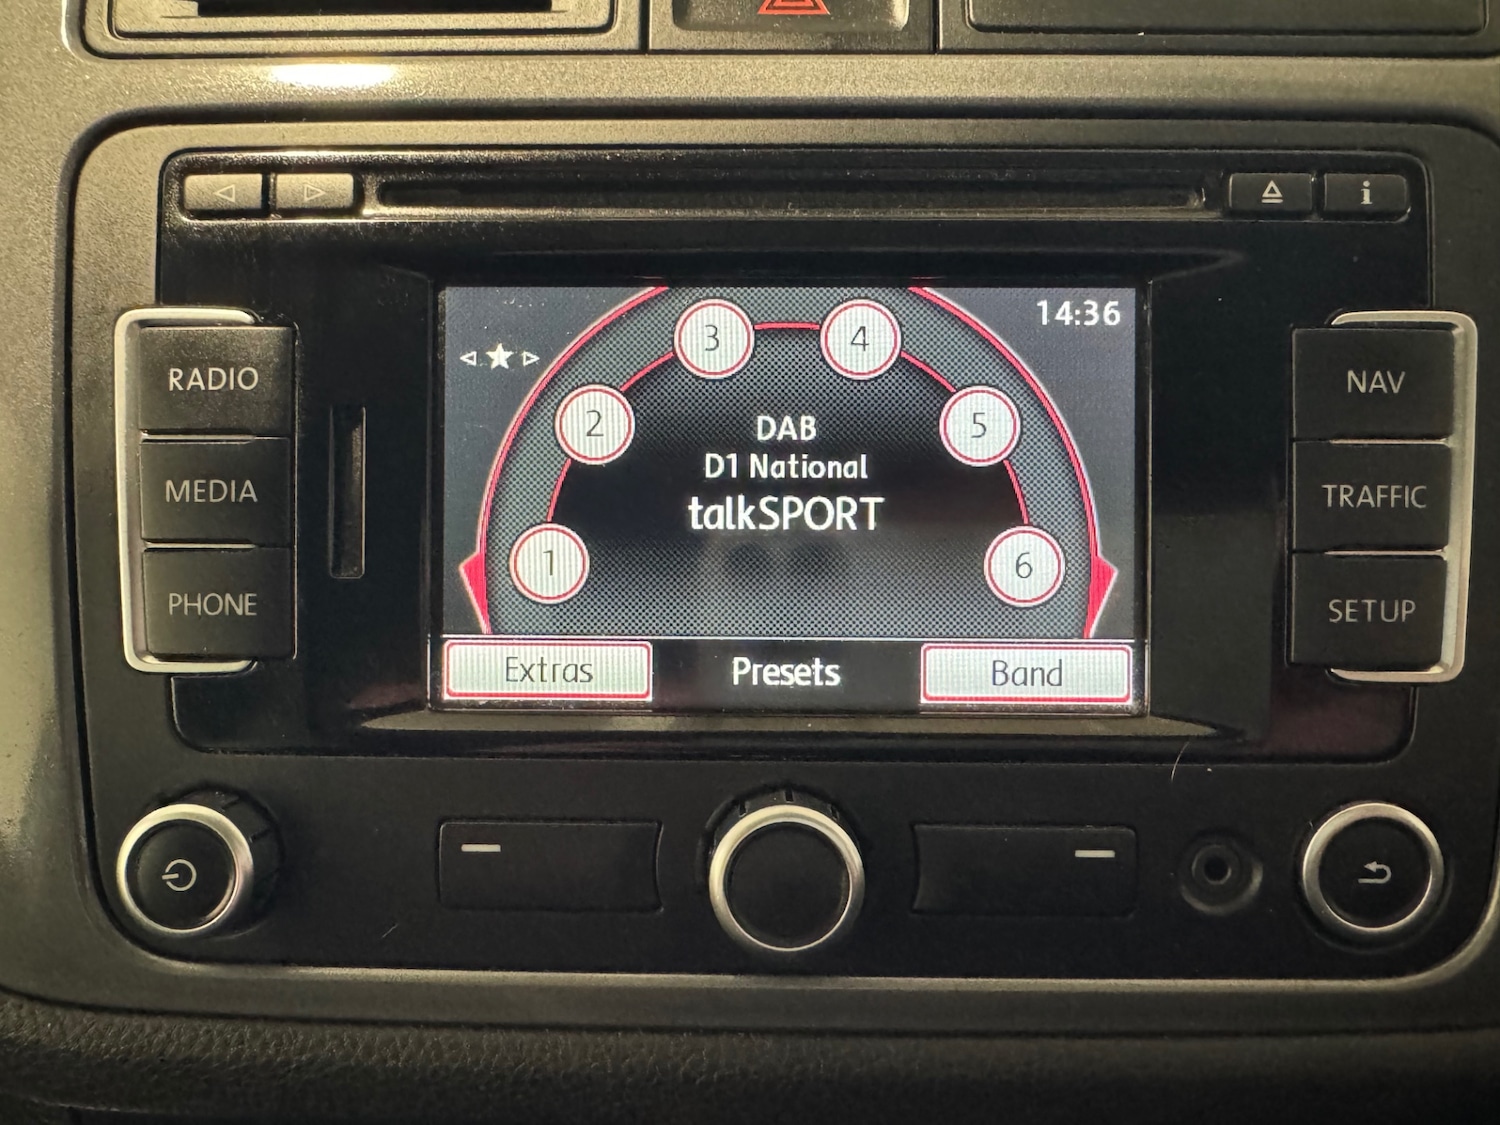 i
RADIO
MEDIA
PHONE
14:36
3
4
2
5
1
6
DAB
D1 National
talkSPORT
Extras
Presets
Band
NAV
TRAFFIC
SETUP